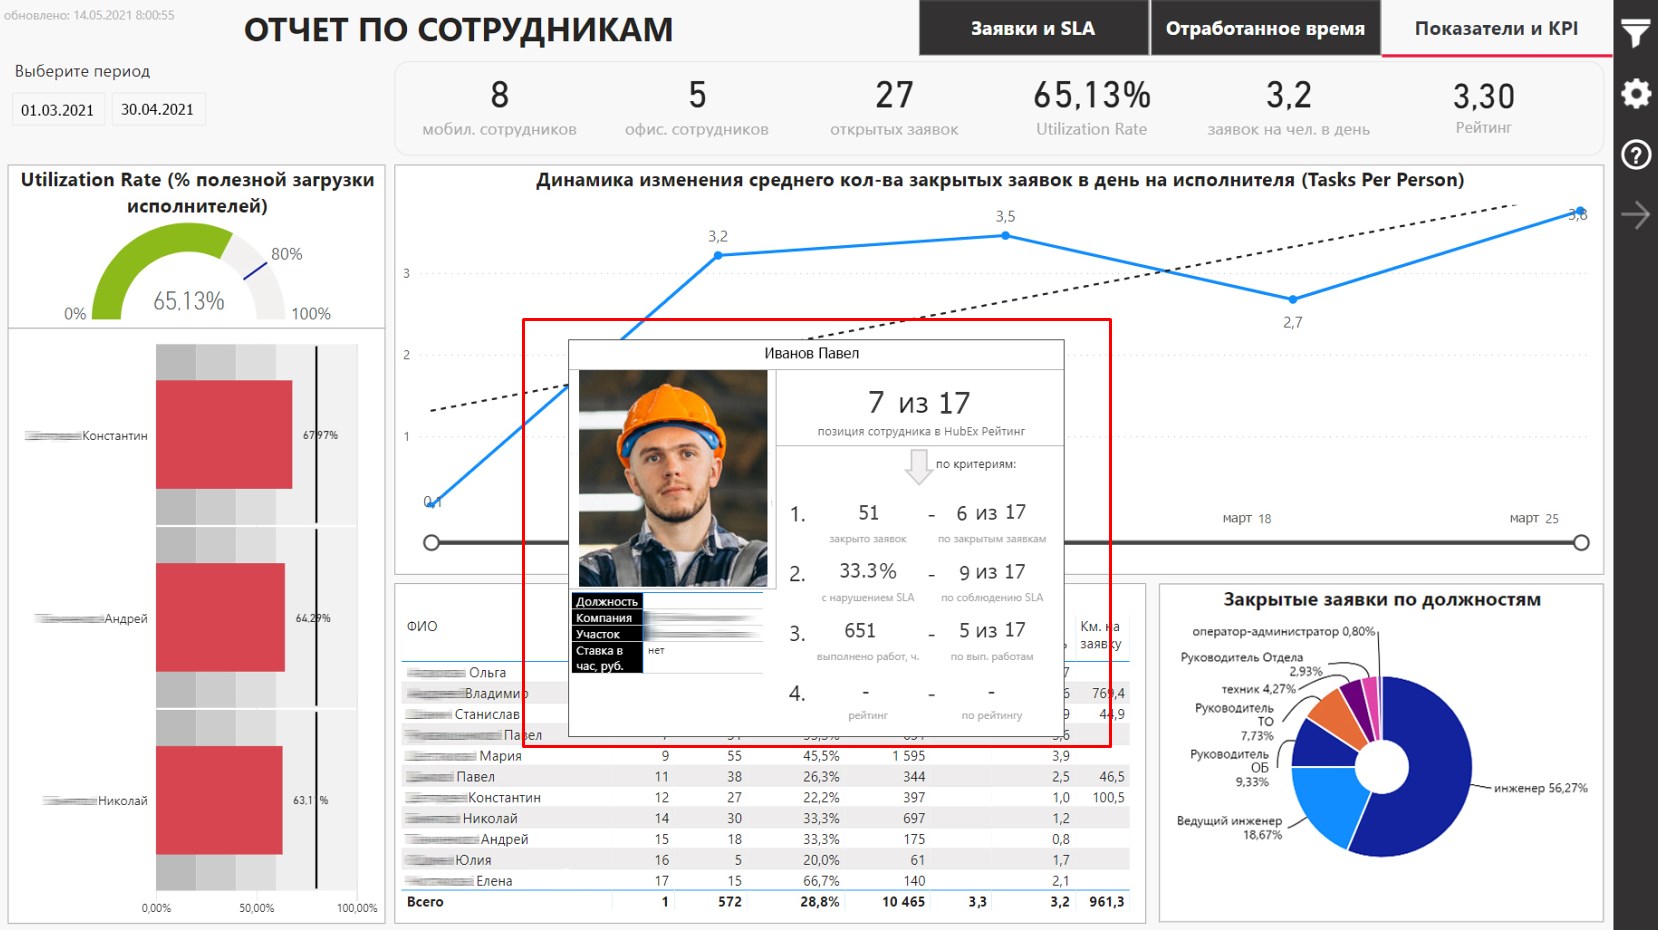 обновлено: 14.05.2021 8:00:55
ОТЧЕТ ПО СОТРУДНИКАМ
Заявки и SLA
Отработанное время
Показатели и KPI
Выберите период
01.03.2021
30.04.2021
8
мобил. сотрудников
5
офис. сотрудников
27
открытых заявок
65,13%
Utilization Rate
3,2
заявок на чел. в день
3,30
Рейтинг
Utilization Rate (% полезной загрузки
исполнителей)
80%
65,13%
0%
100%
Константин
67,97%
Андрей
64,29%
Николай
0,00%
50,00%
100,00%
Динамика изменения среднего кол-ва закрытых заявок в день на исполнителя (Tasks Per Person)
3
2
1
0,1
3,2
3,5
2,7
3,8
март 18
март 25
Иванов Павел
7 из 17
позиция сотрудника в HubEx Рейтинг
по критериям:
1. 51 - 6 из 17
закрыто заявок по закрытым заявкам
2. 33.3% - 9 из 17
с нарушением SLA по соблюдению SLA
3. 651 - 5 из 17
выполнено работ, ч. по вып. работам
4. - - -
рейтинг по рейтингу
Должность
Компания
Участок
Ставка в
час, руб.
нет
ФИО
Км. на
заявку
Ольга
Владимир 769,4
Станислав 44,9
Павел
Мария 9 55 45,5% 1 595 3,9
Павел 11 38 26,3% 344 2,5 46,5
Константин 12 27 22,2% 397 1,0 100,5
Николай 14 30 33,3% 697 1,2
Андрей 15 18 33,3% 175 0,8
Юлия 16 5 20,0% 61 1,7
Елена 17 15 66,7% 140 2,1
Всего 1 572 28,8% 10 465 3,3 3,2 961,3
Закрытые заявки по должностям
оператор-администратор 0,80%
Руководитель Отдела
2,93%
техник 4,27%
Руководитель
ТО
7,73%
Руководитель
ОБ
9,33%
Ведущий инженер
18,67%
инженер 56,27%